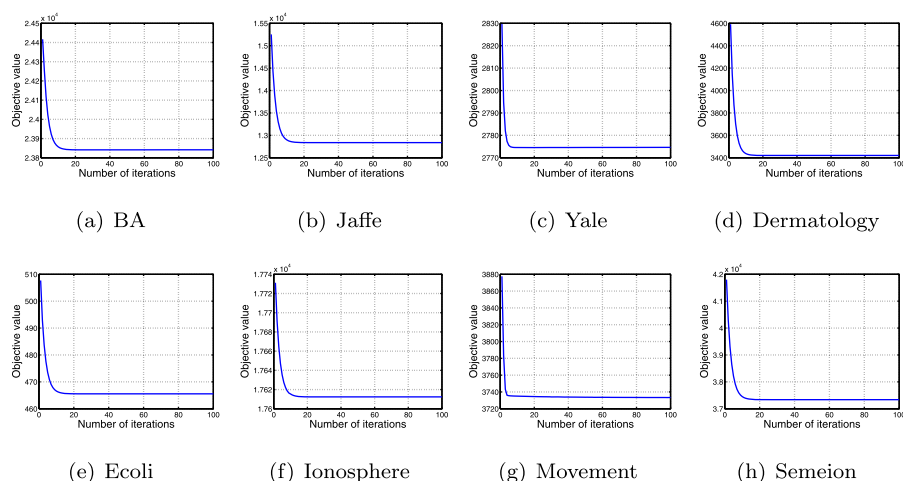 x 10^4
2.45
2.44
2.43
2.42
2.41
2.4
2.39
2.38
Objective value
0 20 40 60 80 100
Number of iterations
(a) BA
x 10^4
1.55
1.5
1.45
1.4
1.35
1.3
1.25
Objective value
0 20 40 60 80 100
Number of iterations
(b) Jaffe
2830
2820
2810
2800
2790
2780
2770
Objective value
0 20 40 60 80 100
Number of iterations
(c) Yale
4600
4400
4200
4000
3800
3600
3400
Objective value
0 20 40 60 80 100
Number of iterations
(d) Dermatology
510
500
490
480
470
460
Objective value
0 20 40 60 80 100
Number of iterations
(e) Ecoli
x 10^4
1.774
1.772
1.77
1.768
1.766
1.764
1.762
1.76
Objective value
0 20 40 60 80 100
Number of iterations
(f) Ionosphere
3880
3860
3840
3820
3800
3780
3760
3740
3720
Objective value
0 20 40 60 80 100
Number of iterations
(g) Movement
x 10^4
4.2
4.1
4
3.9
3.8
3.7
Objective value
0 20 40 60 80 100
Number of iterations
(h) Semeion